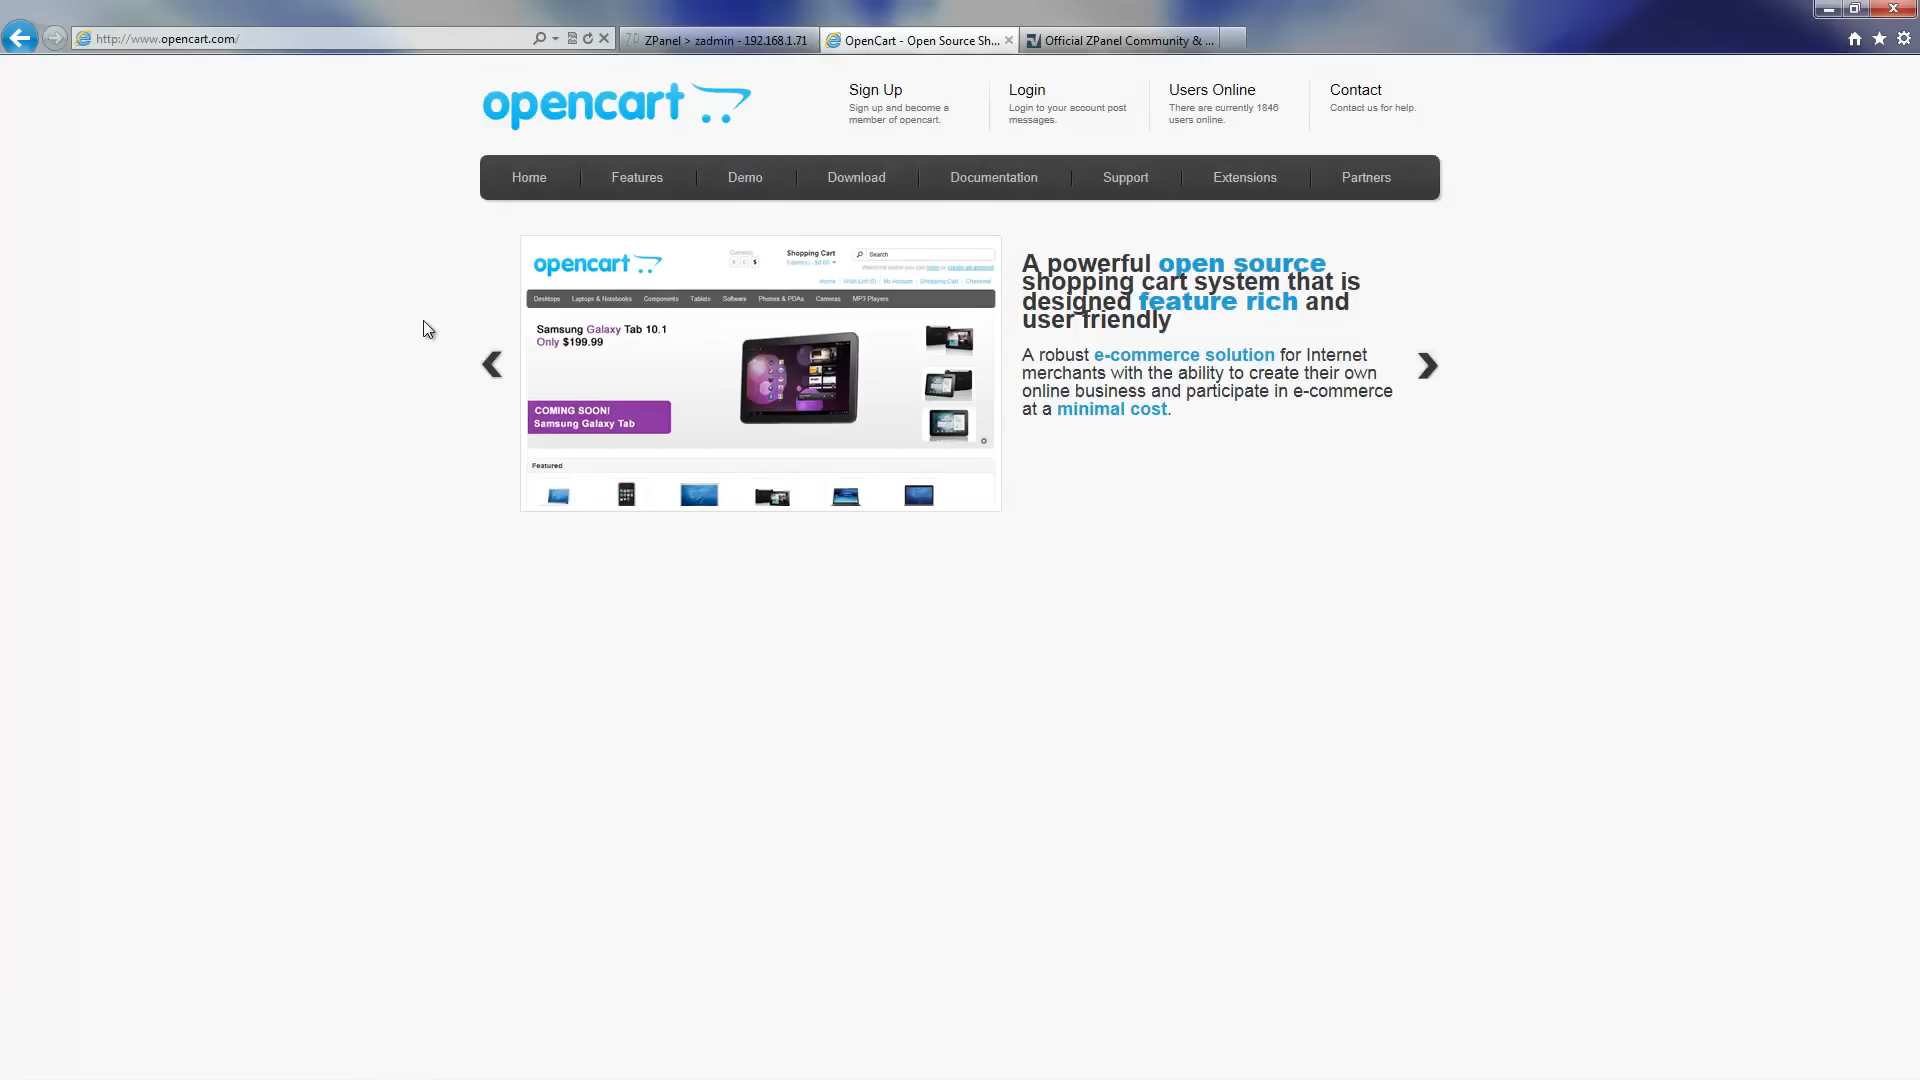 http://www.opencart.com/
ZPanel > zadmin - 192.168.1.71
OpenCart - Open Source Sh...
Official ZPanel Community & ...
opencart
Sign Up
Sign up and become a
member of opencart.
Login
Login to your account post
messages.
Users Online
There are currently 1846
users online.
Contact
Contact us for help.
Home
Features
Demo
Download
Documentation
Support
Extensions
Partners
opencart
Currency
€ £ $
Shopping Cart
0 item(s) - $0.00
Search
Welcome visitor you can login or create an account
Home
Wish List (0)
My Account
Shopping Cart
Checkout
Desktops
Laptops & Notebooks
Components
Tablets
Software
Phones & PDAs
Cameras
MP3 Players
Samsung Galaxy Tab 10.1
Only $199.99
COMING SOON!
Samsung Galaxy Tab
Featured
A powerful open source
shopping cart system that is
designed feature rich and
user friendly
A robust e-commerce solution for Internet
merchants with the ability to create their own
online business and participate in e-commerce
at a minimal cost.